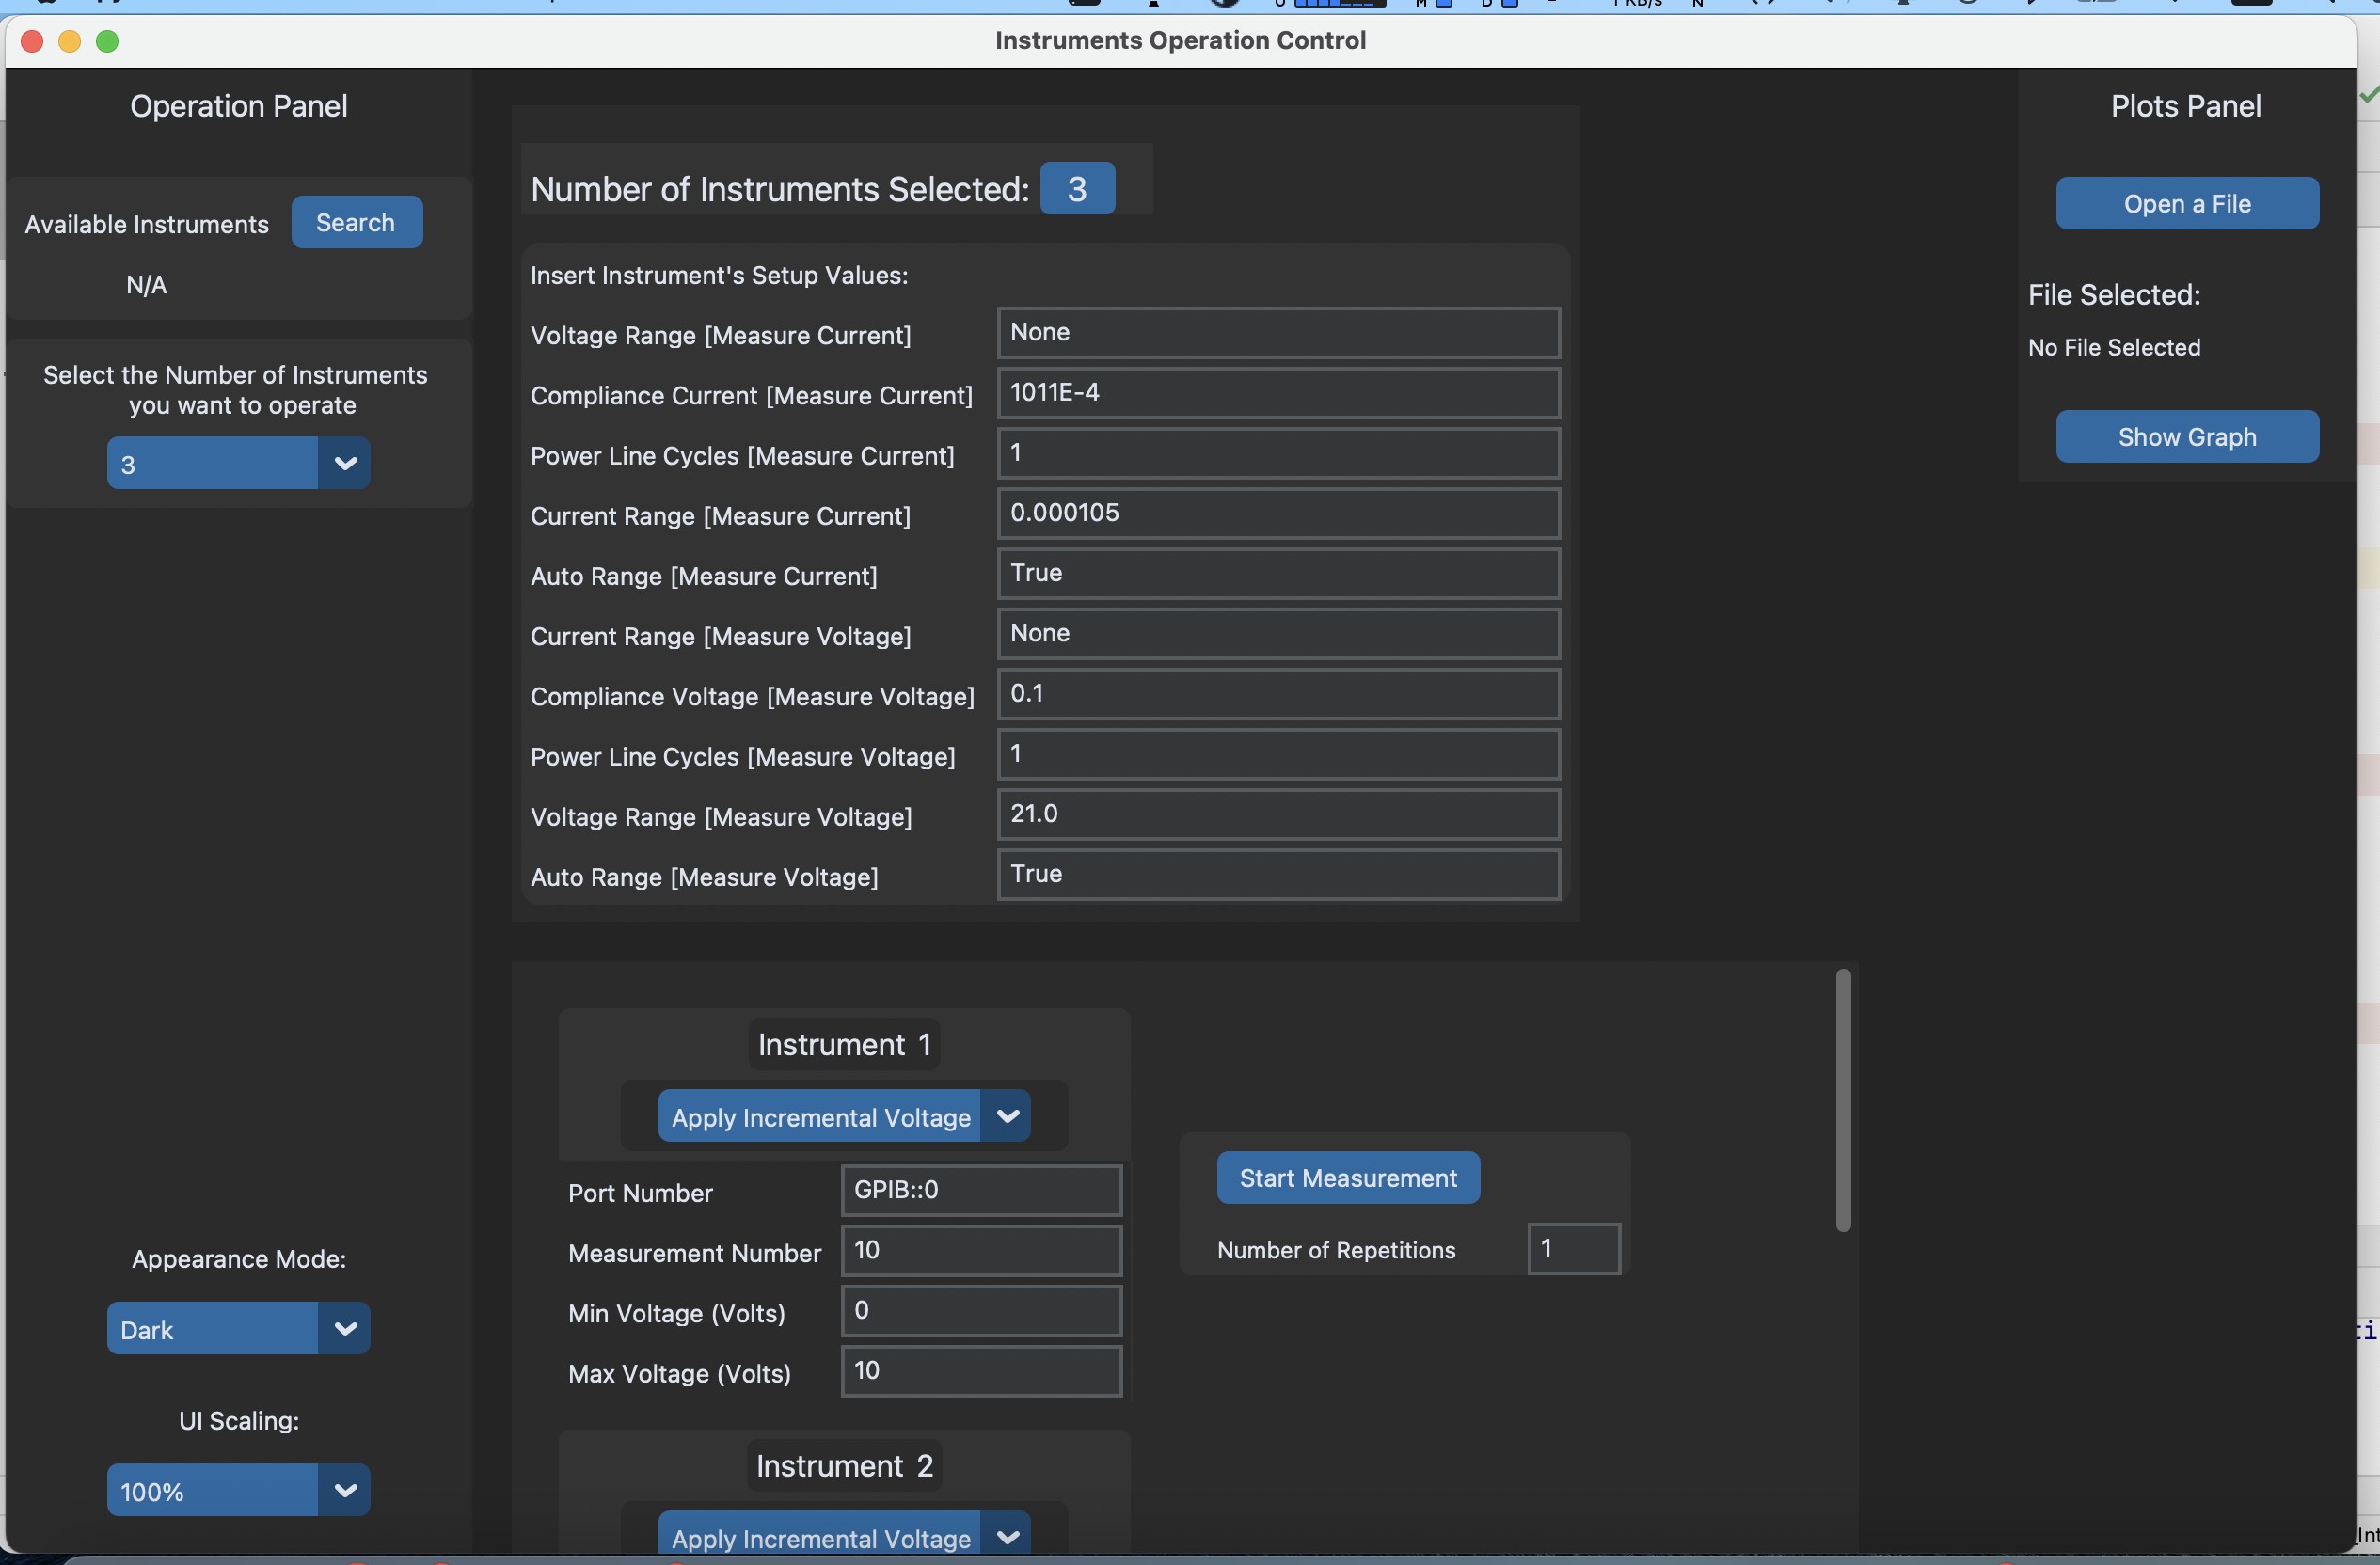 Instruments Operation Control
Operation Panel
Available Instruments Search
N/A
Select the Number of Instruments
you want to operate
3
Appearance Mode:
Dark
UI Scaling:
100%
Number of Instruments Selected: 3
Insert Instrument's Setup Values:
Voltage Range [Measure Current] None
Compliance Current [Measure Current] 1011E-4
Power Line Cycles [Measure Current] 1
Current Range [Measure Current] 0.000105
Auto Range [Measure Current] True
Current Range [Measure Voltage] None
Compliance Voltage [Measure Voltage] 0.1
Power Line Cycles [Measure Voltage] 1
Voltage Range [Measure Voltage] 21.0
Auto Range [Measure Voltage] True
Instrument 1
Apply Incremental Voltage
Port Number GPIB::0
Measurement Number 10
Min Voltage (Volts) 0
Max Voltage (Volts) 10
Instrument 2
Apply Incremental Voltage
Start Measurement
Number of Repetitions 1
Plots Panel
Open a File
File Selected:
No File Selected
Show Graph